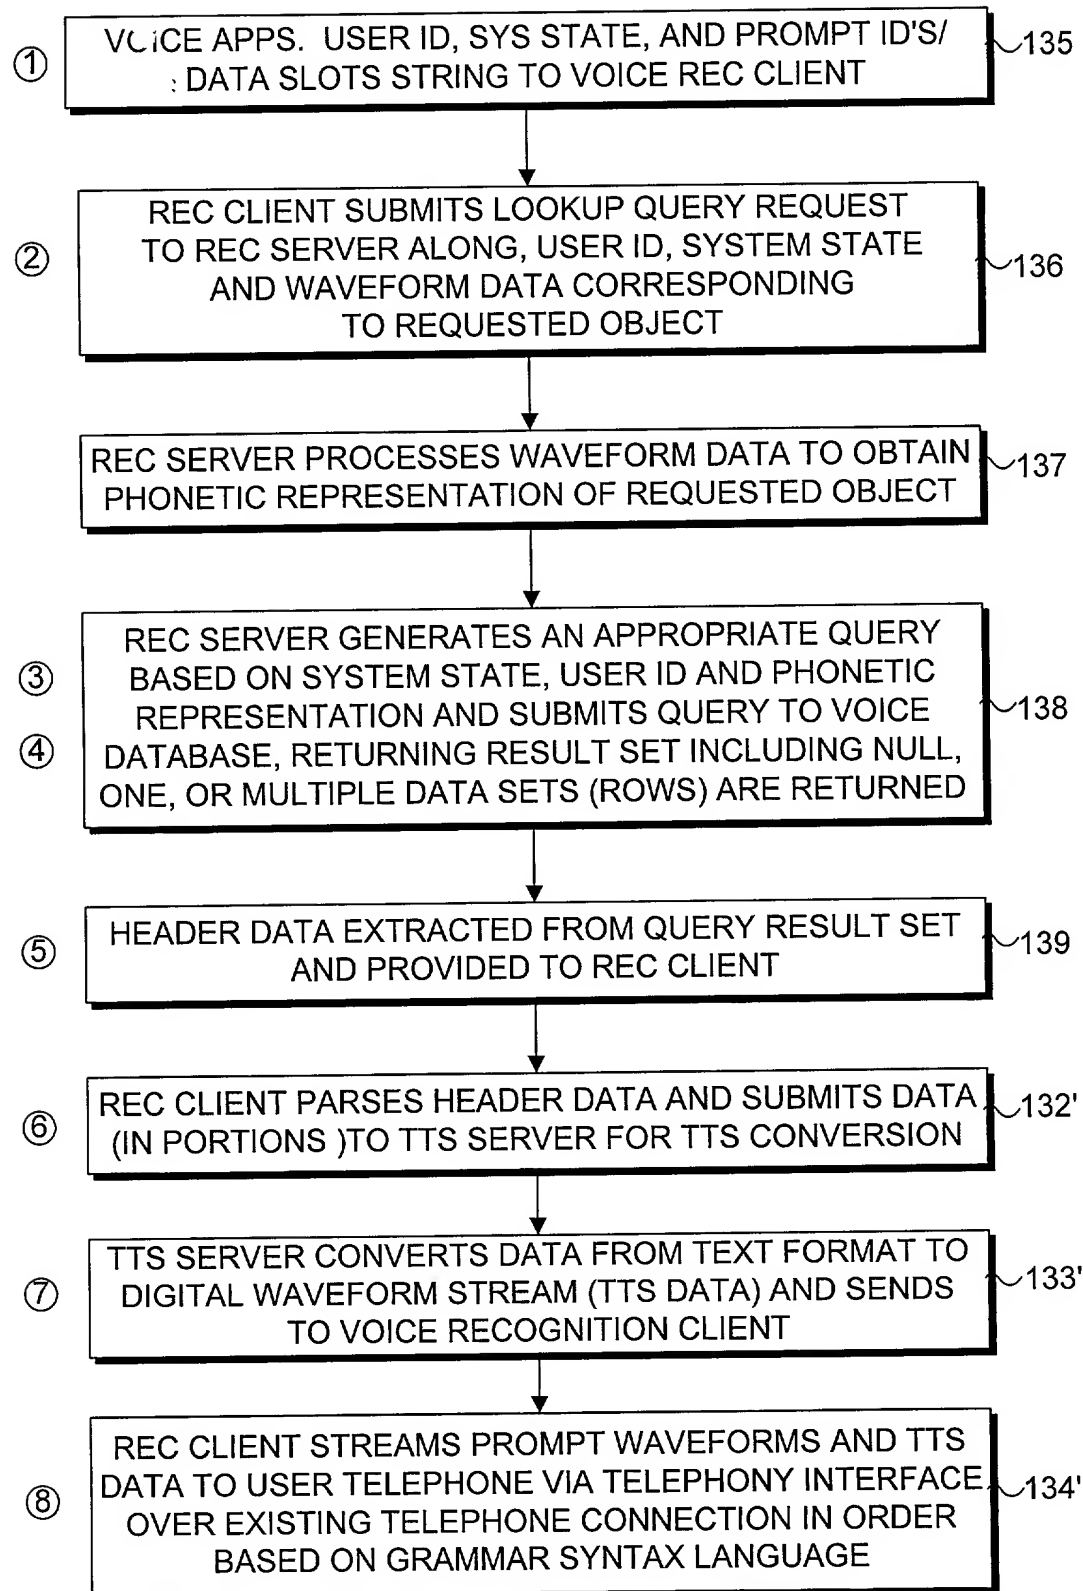 ① VOICE APPS. USER ID, SYS STATE, AND PROMPT ID'S/ 135
DATA SLOTS STRING TO VOICE REC CLIENT
② REC CLIENT SUBMITS LOOKUP QUERY REQUEST
TO REC SERVER ALONG, USER ID, SYSTEM STATE 136
AND WAVEFORM DATA CORRESPONDING
TO REQUESTED OBJECT
REC SERVER PROCESSES WAVEFORM DATA TO OBTAIN 137
PHONETIC REPRESENTATION OF REQUESTED OBJECT
REC SERVER GENERATES AN APPROPRIATE QUERY
③ BASED ON SYSTEM STATE, USER ID AND PHONETIC
REPRESENTATION AND SUBMITS QUERY TO VOICE 138
④ DATABASE, RETURNING RESULT SET INCLUDING NULL,
ONE, OR MULTIPLE DATA SETS (ROWS) ARE RETURNED
⑤ HEADER DATA EXTRACTED FROM QUERY RESULT SET 139
AND PROVIDED TO REC CLIENT
⑥ REC CLIENT PARSES HEADER DATA AND SUBMITS DATA 132'
(IN PORTIONS )TO TTS SERVER FOR TTS CONVERSION
TTS SERVER CONVERTS DATA FROM TEXT FORMAT TO 133'
⑦ DIGITAL WAVEFORM STREAM (TTS DATA) AND SENDS
TO VOICE RECOGNITION CLIENT
REC CLIENT STREAMS PROMPT WAVEFORMS AND TTS
⑧ DATA TO USER TELEPHONE VIA TELEPHONY INTERFACE 134'
OVER EXISTING TELEPHONE CONNECTION IN ORDER
BASED ON GRAMMAR SYNTAX LANGUAGE